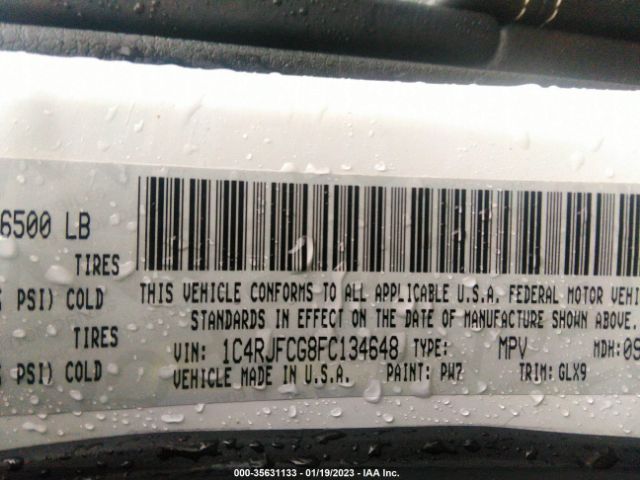 6500 LB
TIRES
PSI) COLD
TIRES
PSI) COLD
THIS VEHICLE CONFORMS TO ALL APPLICABLE U.S.A. FEDERAL MOTOR
STANDARDS IN EFFECT ON THE DATE OF MANUFACTURE SHOWN ABOVE.
VIN: 1C4RJFCG8FC134648 TYPE: MPV MDH:
VEHICLE MADE IN U.S.A. PAINT: PW7 TRIM: GLX9
000-35631133 - 01/19/2023 - IAA Inc.